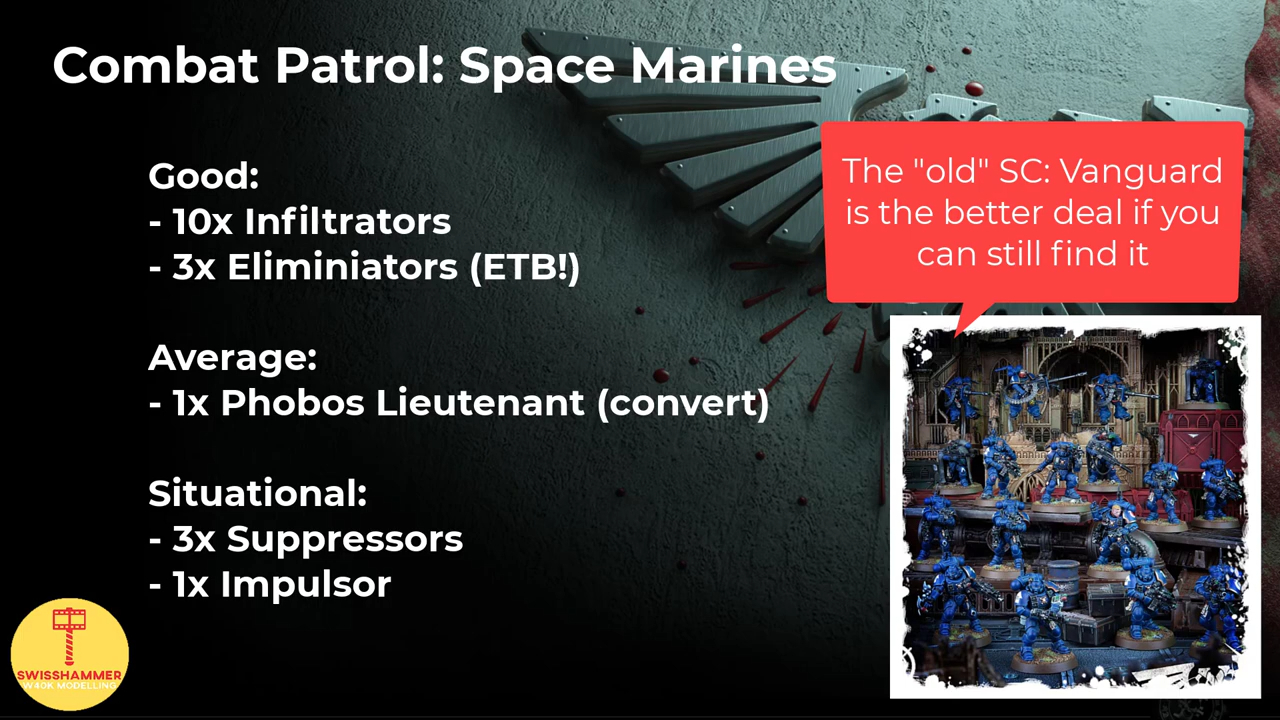 Combat Patrol: Space Marines
Good:
- 10x Infiltrators
- 3x Eliminiators (ETB!)
Average:
- 1x Phobos Lieutenant (convert)
Situational:
- 3x Suppressors
- 1x Impulsor
The "old" SC: Vanguard
is the better deal if you
can still find it
SWISSHAMMER
W40K MODELLING